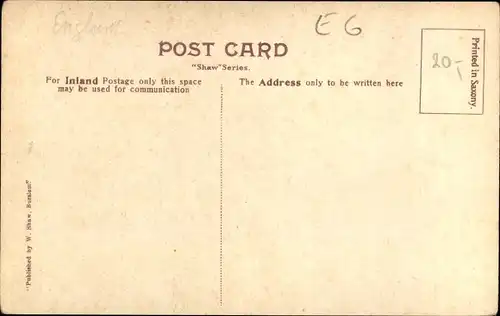 England
E 6
POST CARD
"Shaw" Series.
For Inland Postage only this space
may be used for communication
The Address only to be written here
Printed in Saxony.
20,-
"Published by W. Shaw, Burslem"